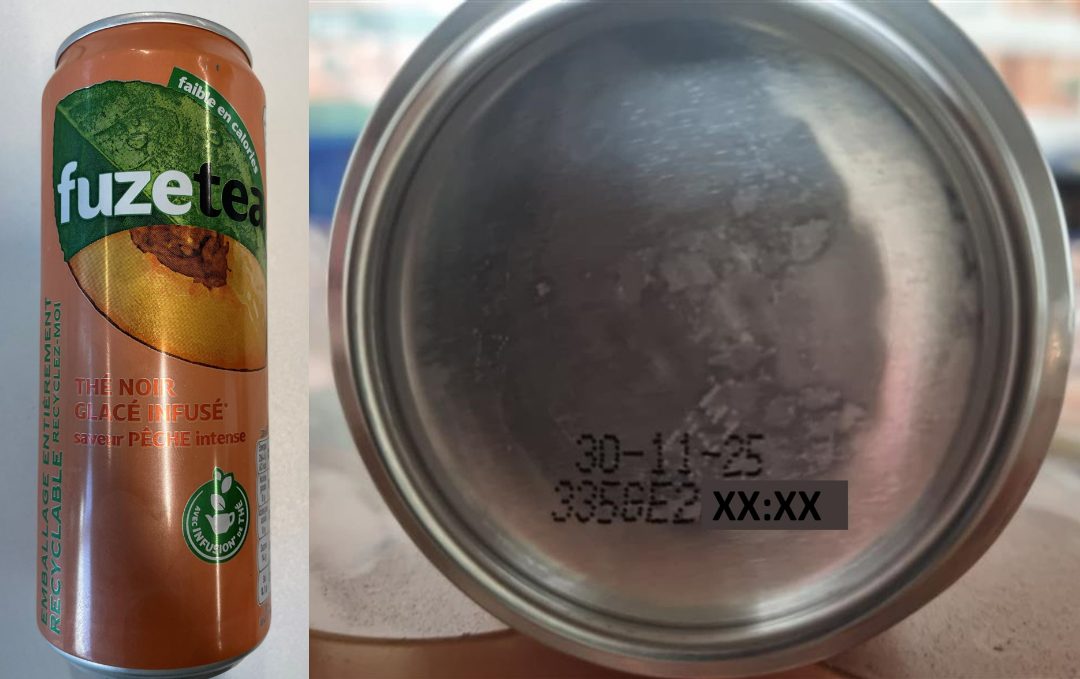 faible en calories
fuzetea
THÉ NOIR
GLACÉ INFUSÉ*
saveur PÊCHE intense
EMBALLAGE ENTIÈREMENT
RECYCLABLE RECYCLEZ-MOI
AVEC INFUSION* DE THÉ
30-11-25
3350E2 XX:XX